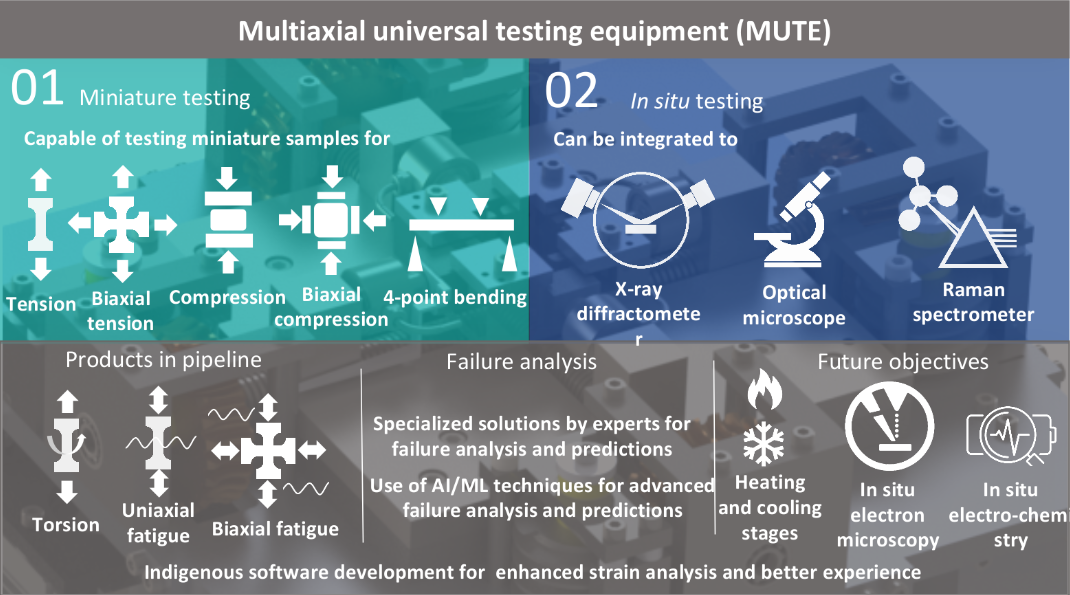 Multiaxial universal testing equipment (MUTE)
01 Miniature testing
Capable of testing miniature samples for
Tension
Biaxial
tension
Compression
Biaxial
compression
4-point bending
02 In situ testing
Can be integrated to
X-ray
diffractomete
r
Optical
microscope
Raman
spectrometer
Products in pipeline
Torsion
Uniaxial
fatigue
Biaxial fatigue
Failure analysis
Specialized solutions by experts for
failure analysis and predictions
Use of AI/ML techniques for advanced
failure analysis and predictions
Future objectives
Heating
and cooling
stages
In situ
electron
microscopy
In situ
electro-chemi
stry
Indigenous software development for enhanced strain analysis and better experience